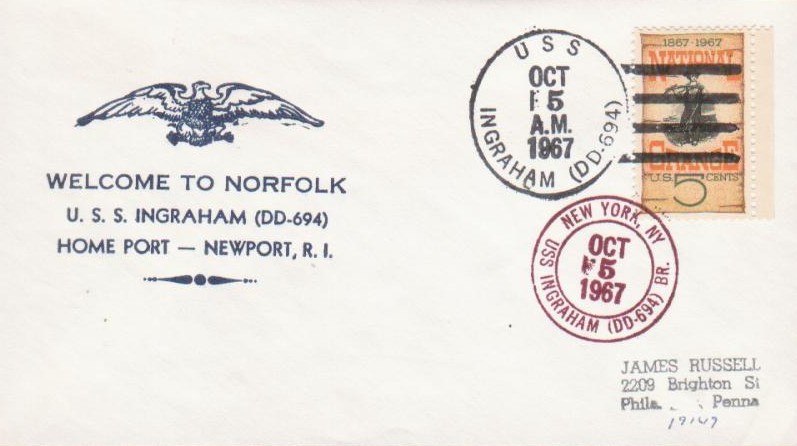 WELCOME TO NORFOLK
U. S. S. INGRAHAM (DD-694)
HOME PORT — NEWPORT, R. I.
USS
INGRAHAM (DD-694)
OCT
5
A.M.
1967
1867-1967
NATIONAL
GRANGE
U.S. 5 CENTS
NEW YORK, NY
USS INGRAHAM (DD-694) BR.
OCT
5
1967
JAMES RUSSELL
2209 Brighton St
Phila. Penna
19149